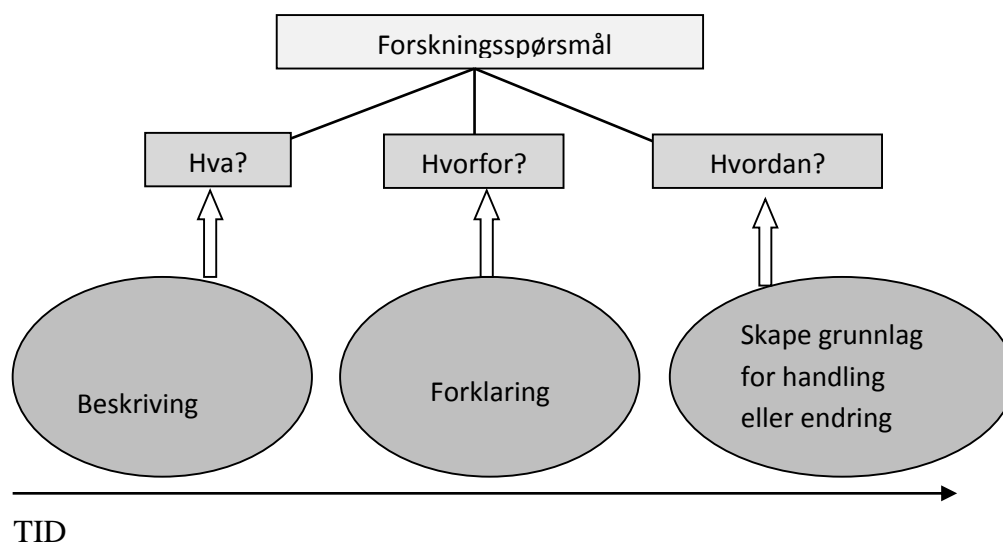 Forskningsspørsmål
Hva?
Hvorfor?
Hvordan?
Beskriving
Forklaring
Skape grunnlag
for handling
eller endring
TID